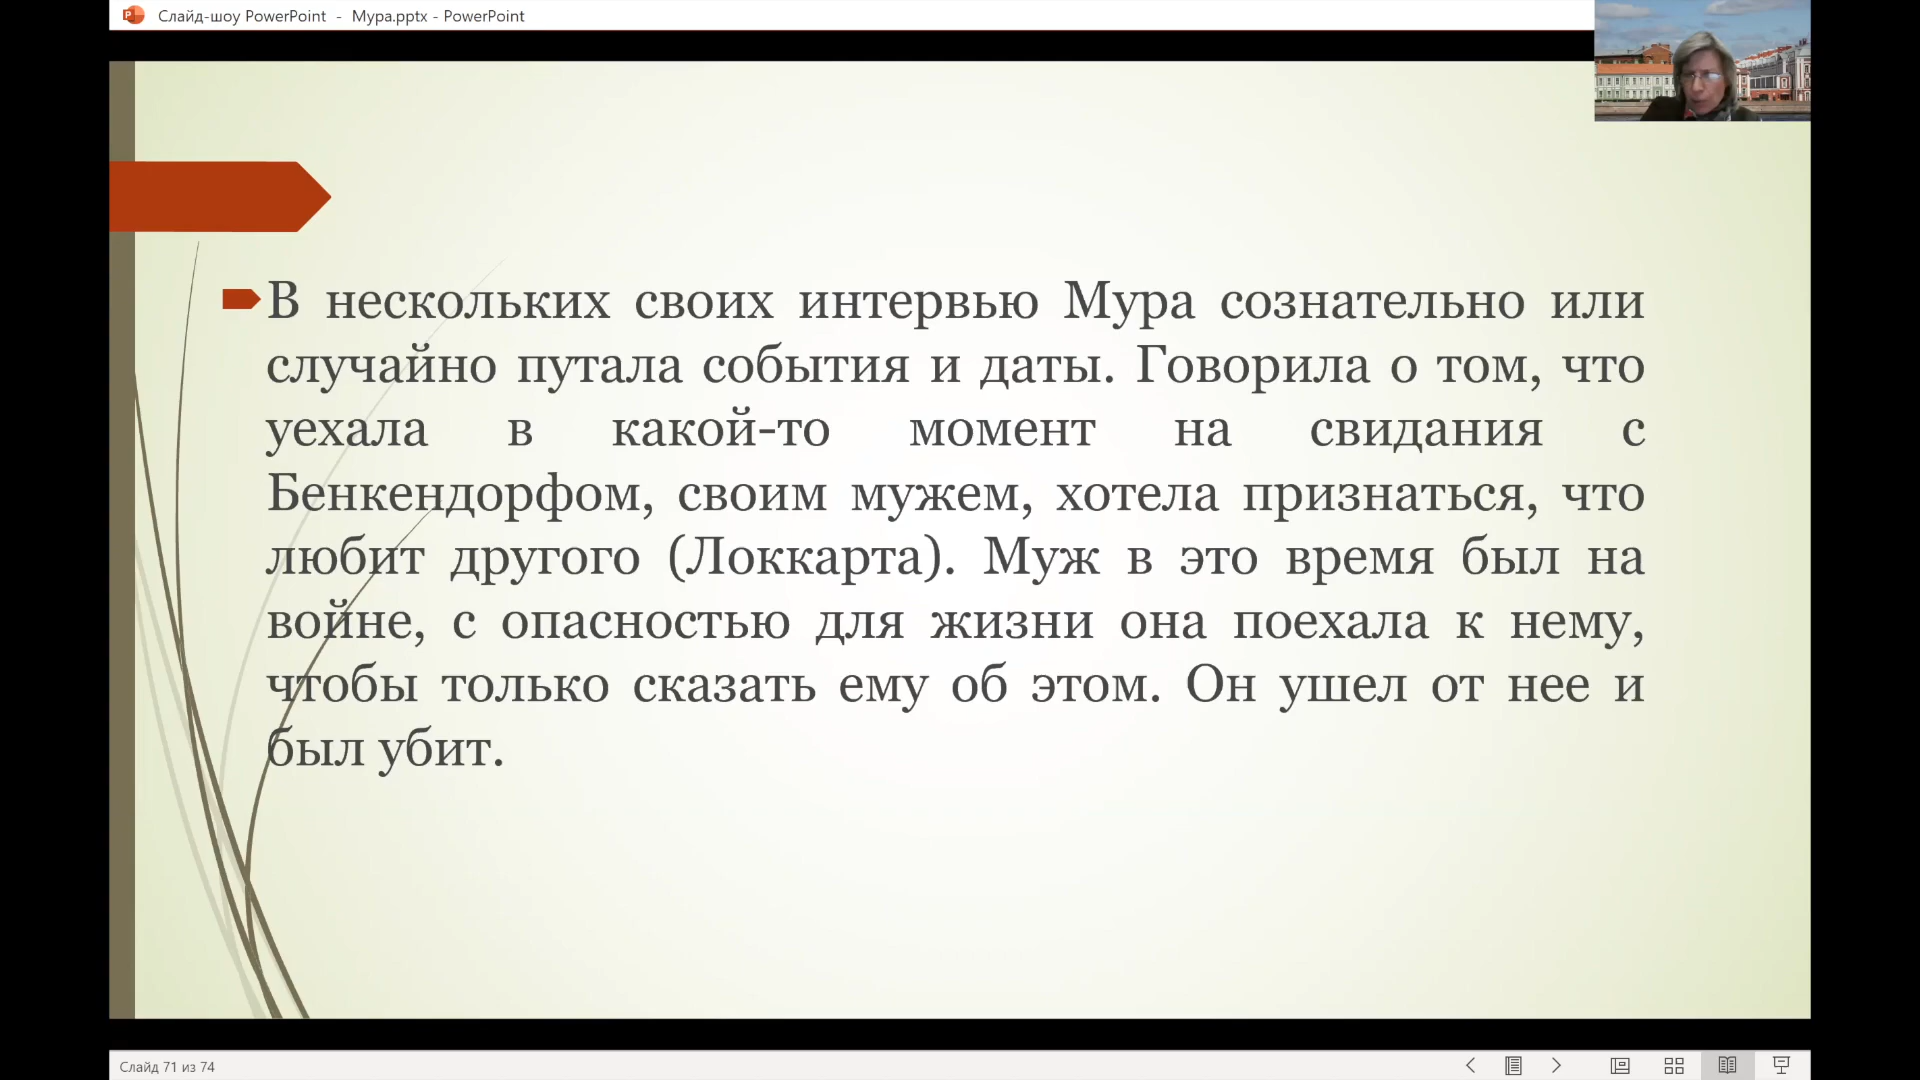 Слайд-шоу PowerPoint - Мура.pptx - PowerPoint
В нескольких своих интервью Мура сознательно или
случайно путала события и даты. Говорила о том, что
уехала в какой-то момент на свидания с
Бенкендорфом, своим мужем, хотела признаться, что
любит другого (Локкарта). Муж в это время был на
войне, с опасностью для жизни она поехала к нему,
чтобы только сказать ему об этом. Он ушел от нее и
был убит.
Слайд 71 из 74